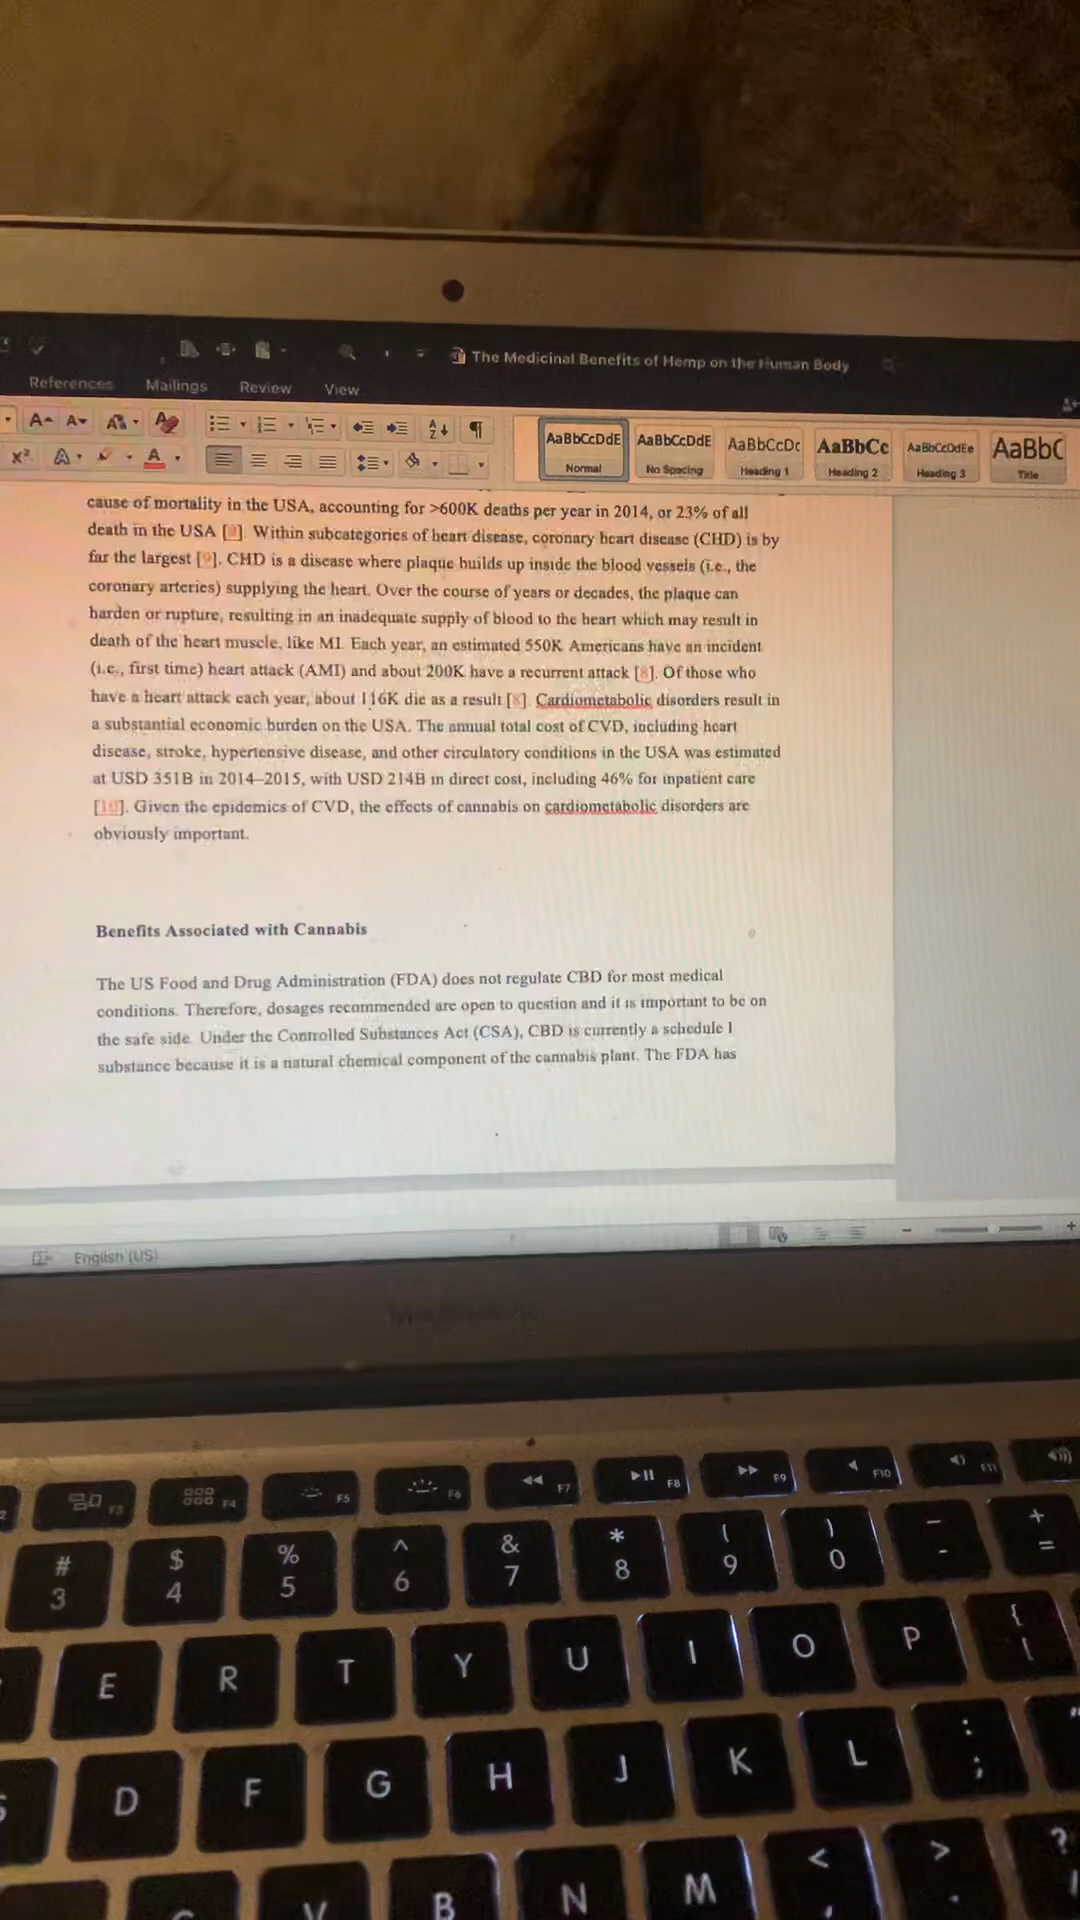 The Medicinal Benefits of Hemp on the Human Body
References Mailings Review View
A A A A
AaBbCcDdE AaBbCcDdE AaBbCcDc AaBbCc AaBbCcDdEe AaBbC
X² A A
Normal No Spacing Heading 1 Heading 2 Heading 3 Title
cause of mortality in the USA, accounting for >600K deaths per year in 2014, or 23% of all
death in the USA []. Within subcategories of heart disease, coronary heart disease (CHD) is by
far the largest [9]. CHD is a disease where plaque builds up inside the blood vessels (i.e., the
coronary arteries) supplying the heart. Over the course of years or decades, the plaque can
harden or rupture, resulting in an inadequate supply of blood to the heart which may result in
death of the heart muscle, like MI. Each year, an estimated 550K Americans have an incident
(i.e., first time) heart attack (AMI) and about 200K have a recurrent attack [8]. Of those who
have a heart attack each year, about 116K die as a result [8]. Cardiometabolic disorders result in
a substantial economic burden on the USA. The annual total cost of CVD, including heart
disease, stroke, hypertensive disease, and other circulatory conditions in the USA was estimated
at USD 351B in 2014–2015, with USD 214B in direct cost, including 46% for inpatient care
[10]. Given the epidemics of CVD, the effects of cannabis on cardiometabolic disorders are
obviously important.
Benefits Associated with Cannabis
The US Food and Drug Administration (FDA) does not regulate CBD for most medical
conditions. Therefore, dosages recommended are open to question and it is important to be on
the safe side. Under the Controlled Substances Act (CSA), CBD is currently a schedule I
substance because it is a natural chemical component of the cannabis plant. The FDA has
English (US)
F3 F4 F5 F6 F7 F8 F9 F10 F11
# $ % ^ & * ( ) _ +
3 4 5 6 7 8 9 0 - =
E R T Y U I O P { [
D F G H J K L : ;
V B N M < , > . ?